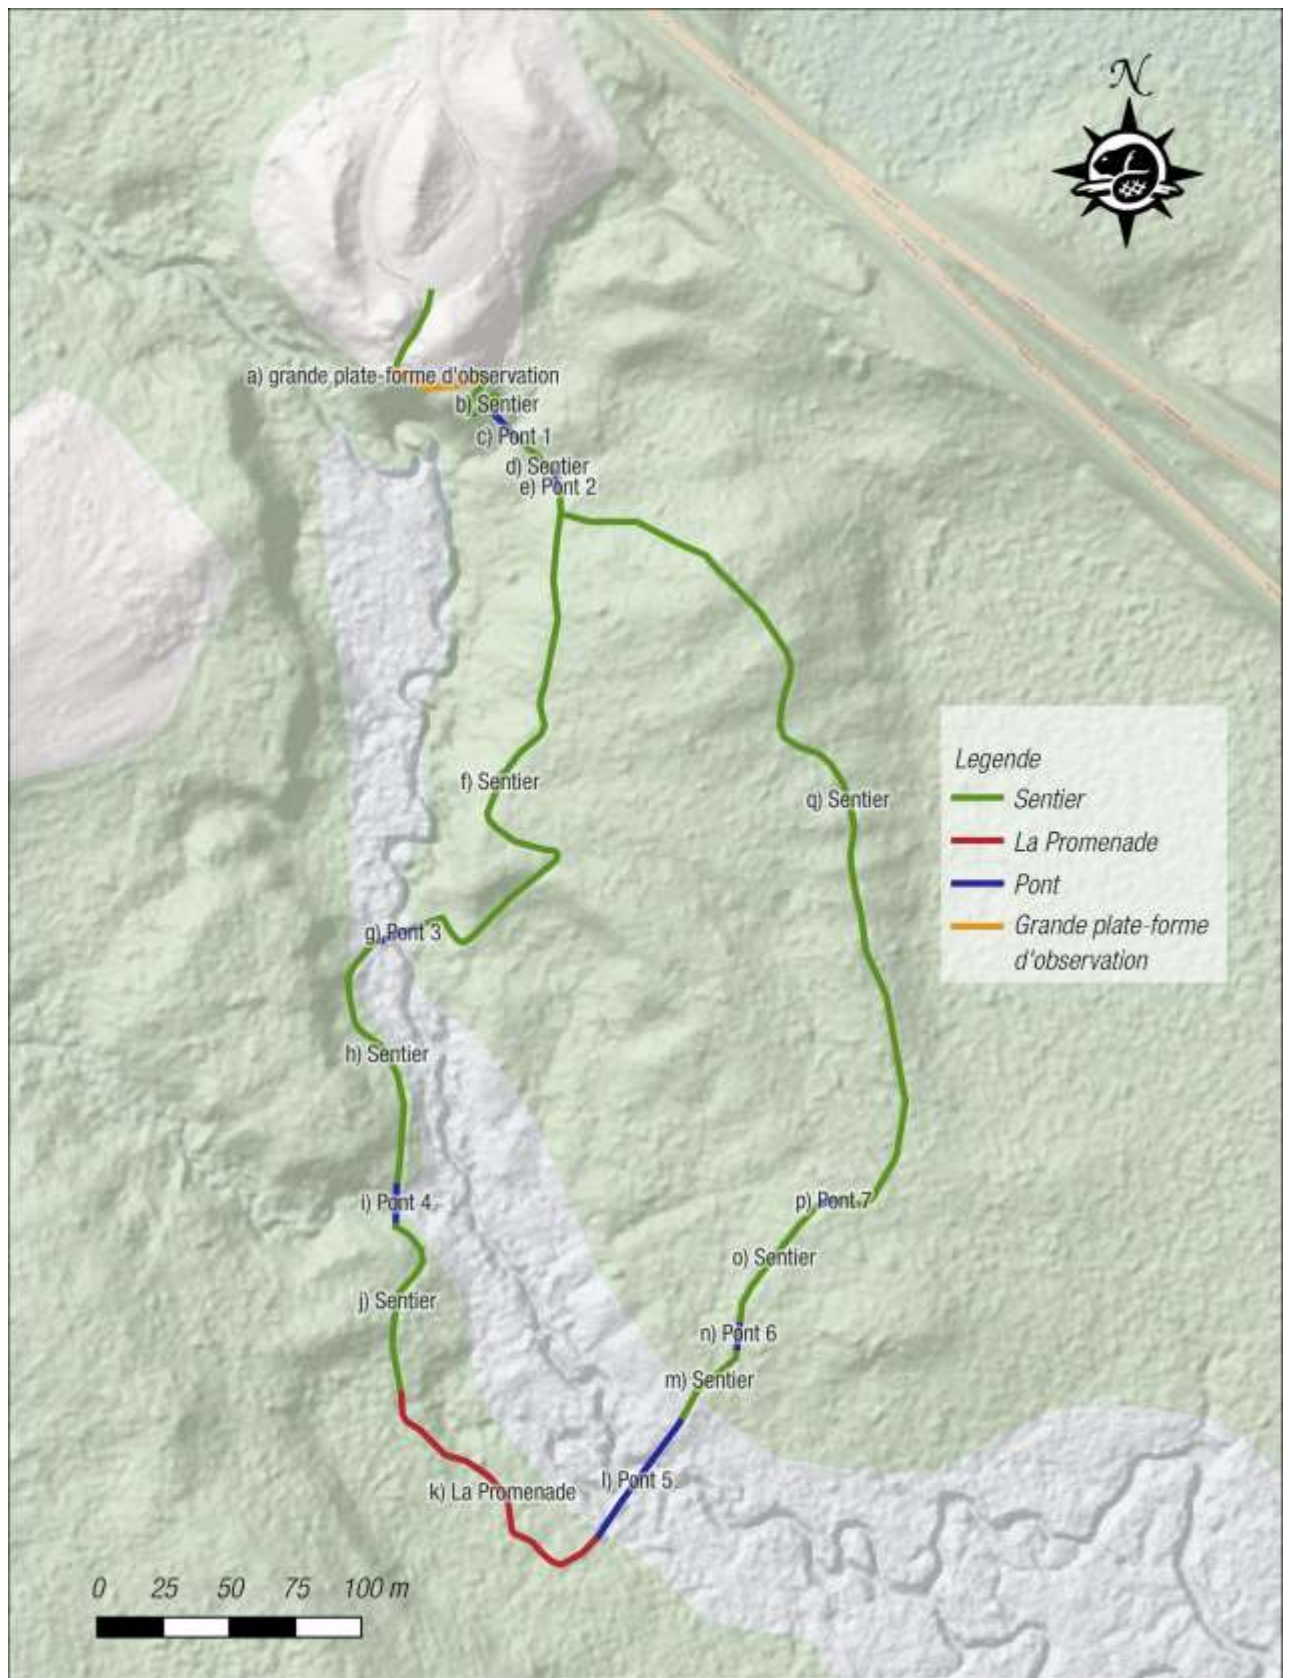 N
a) grande plate-forme d'observation
b) Sentier
c) Pont 1
d) Sentier
e) Pont 2
f) Sentier
q) Sentier
Legende
Sentier
La Promenade
Pont
Grande plate-forme
d'observation
g) Pont 3
h) Sentier
i) Pont 4
p) Pont 7
o) Sentier
j) Sentier
n) Pont 6
m) Sentier
l) Pont 5
k) La Promenade
0 25 50 75 100 m